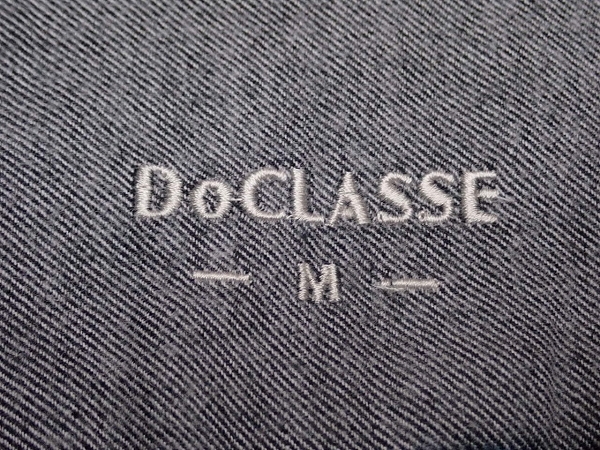 DoCLASSE
— M —